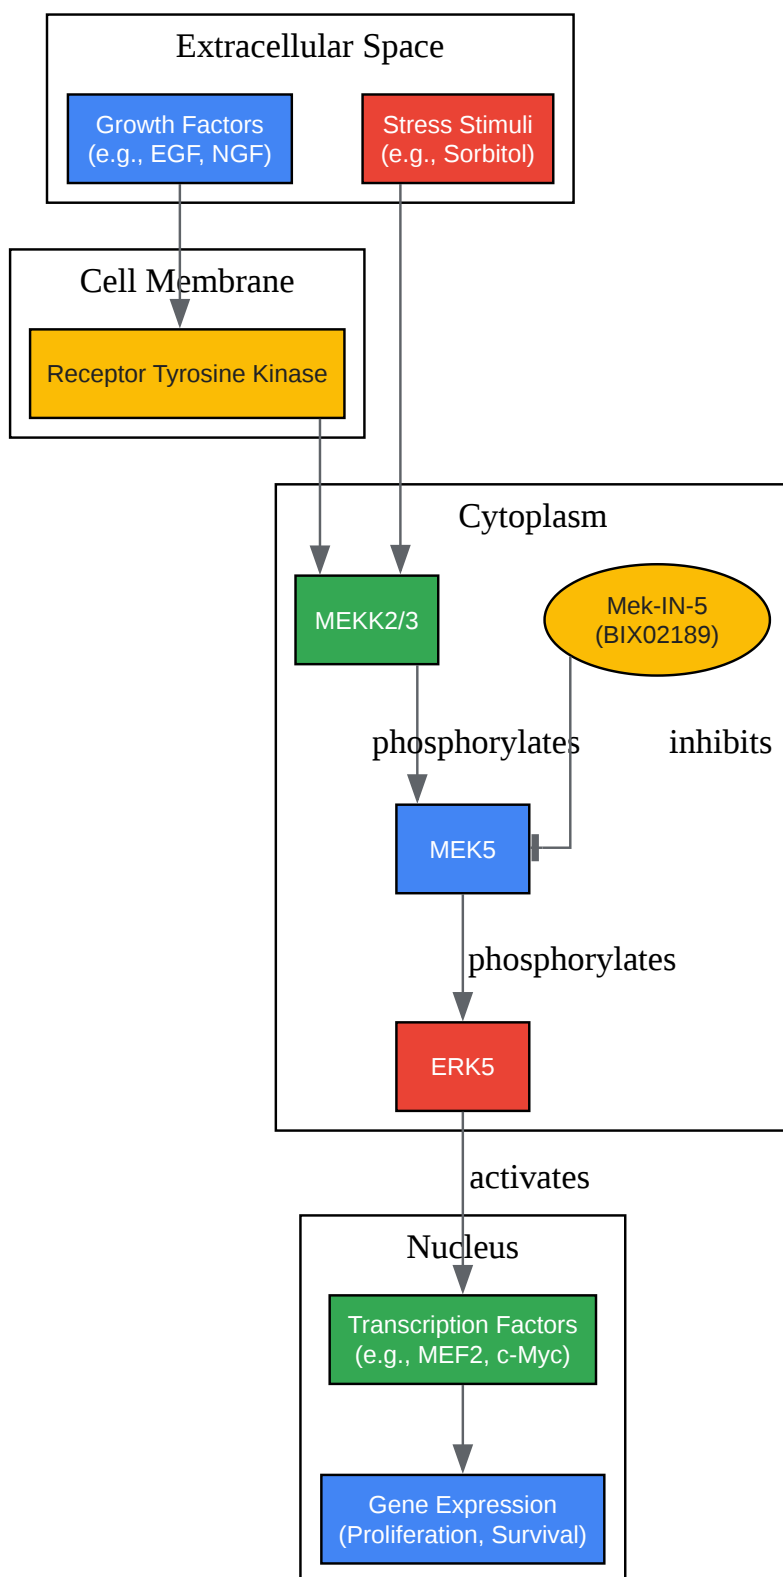 Extracellular Space
Growth Factors
(e.g., EGF, NGF)
Stress Stimuli
(e.g., Sorbitol)
Cell Membrane
Receptor Tyrosine Kinase
Cytoplasm
MEKK2/3
Mek-IN-5
(BIX02189)
phosphorylates
inhibits
MEK5
phosphorylates
ERK5
activates
Nucleus
Transcription Factors
(e.g., MEF2, c-Myc)
Gene Expression
(Proliferation, Survival)